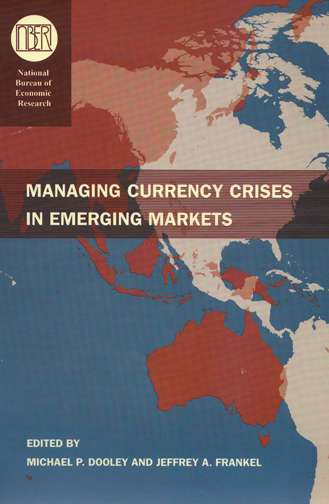 NBER
National
Bureau of
Economic
Research
MANAGING CURRENCY CRISES
IN EMERGING MARKETS
EDITED BY
MICHAEL P. DOOLEY AND JEFFREY A. FRANKEL